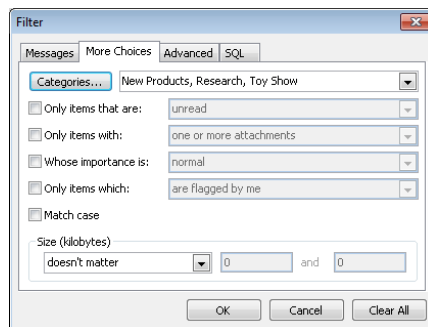 Filter
Messages More Choices Advanced SQL
Categories... New Products, Research, Toy Show
Only items that are: unread
Only items with: one or more attachments
Whose importance is: normal
Only items which: are flagged by me
Match case
Size (kilobytes)
doesn't matter 0 and 0
OK Cancel Clear All